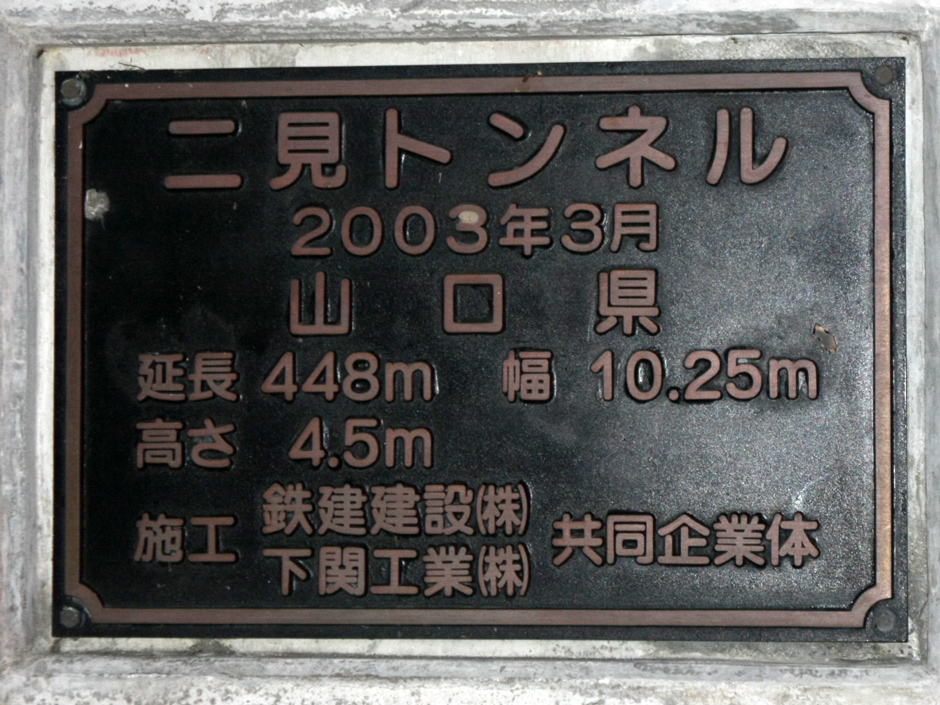 二見トンネル
2003年3月
山口県
延長 448m 幅 10.25m
高さ 4.5m
施工 鉄建建設㈱ 共同企業体
下関工業㈱